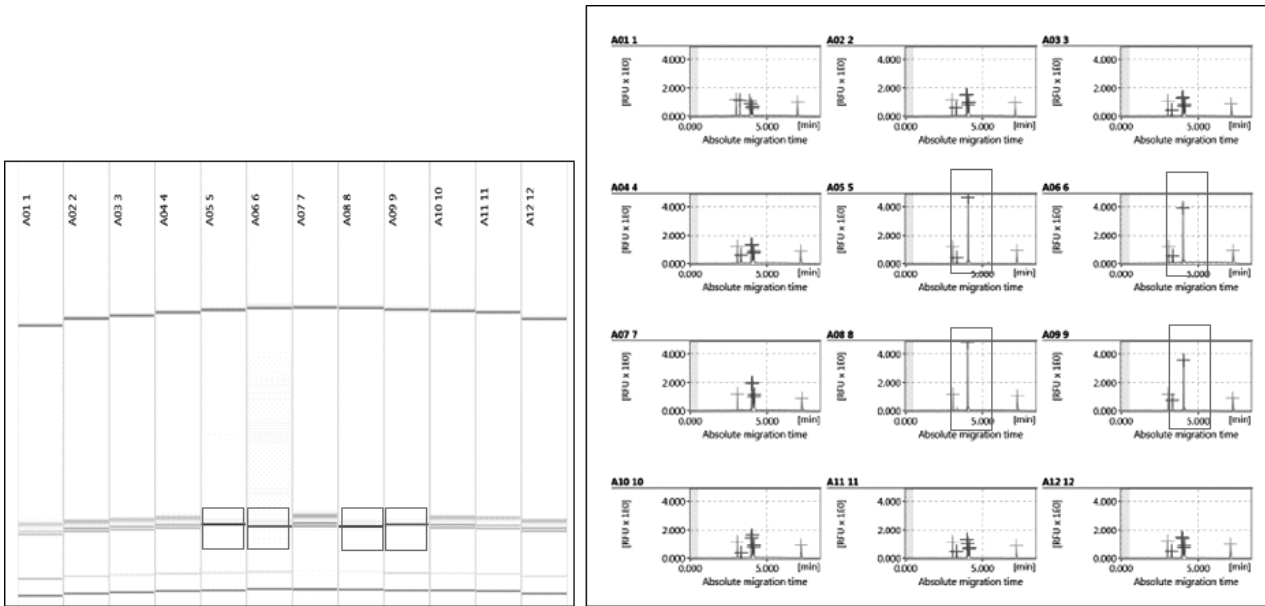 A01 1
A02 2
A03 3
A04 4
A05 5
A06 6
A07 7
A08 8
A09 9
A10 10
A11 11
A12 12
A01 1
[RFU x 1E0]
4.000
2.000
0.000
0.000
5.000
[min]
Absolute migration time
A02 2
[RFU x 1E0]
4.000
2.000
0.000
0.000
5.000
[min]
Absolute migration time
A03 3
[RFU x 1E0]
4.000
2.000
0.000
0.000
5.000
[min]
Absolute migration time
A04 4
[RFU x 1E0]
4.000
2.000
0.000
0.000
5.000
[min]
Absolute migration time
A05 5
[RFU x 1E0]
4.000
2.000
0.000
0.000
5.000
[min]
Absolute migration time
A06 6
[RFU x 1E0]
4.000
2.000
0.000
0.000
5.000
[min]
Absolute migration time
A07 7
[RFU x 1E0]
4.000
2.000
0.000
0.000
5.000
[min]
Absolute migration time
A08 8
[RFU x 1E0]
4.000
2.000
0.000
0.000
5.000
[min]
Absolute migration time
A09 9
[RFU x 1E0]
4.000
2.000
0.000
0.000
5.000
[min]
Absolute migration time
A10 10
[RFU x 1E0]
4.000
2.000
0.000
0.000
5.000
[min]
Absolute migration time
A11 11
[RFU x 1E0]
4.000
2.000
0.000
0.000
5.000
[min]
Absolute migration time
A12 12
[RFU x 1E0]
4.000
2.000
0.000
0.000
5.000
[min]
Absolute migration time